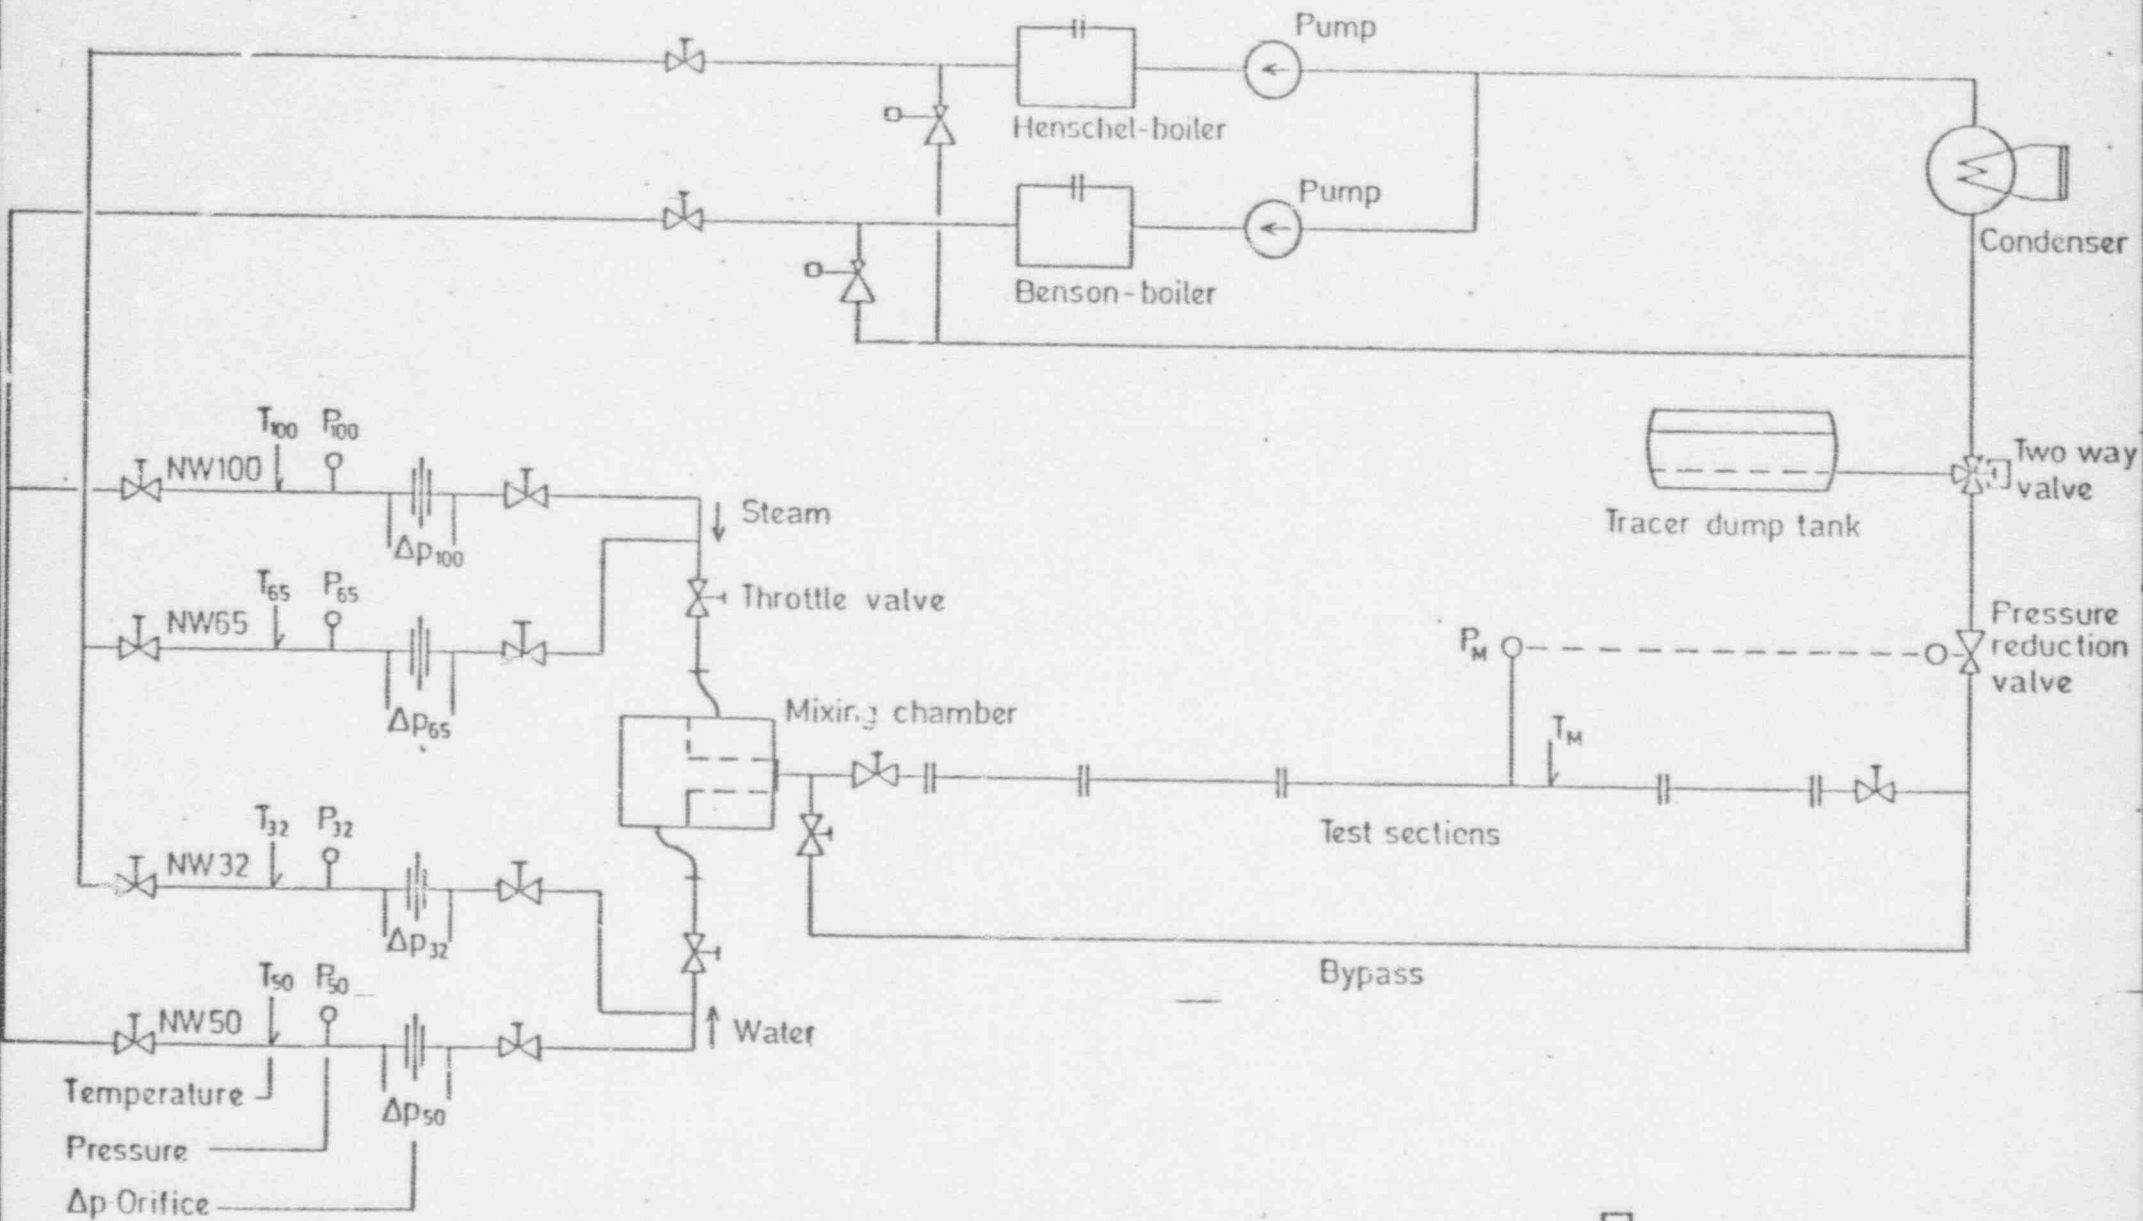 Pump
Henschel-boiler
Pump
Condenser
Benson-boiler
T100 P100
NW100
Δp100
Steam
Two way
valve
Tracer dump tank
T65 P65
NW65
Δp65
Throttle valve
Pressure
reduction
valve
PM
TM
Mixing chamber
Test sections
T32 P32
NW32
Δp32
Bypass
T50 P50
NW50
Δp50
Water
Temperature
Pressure
Δp Orifice